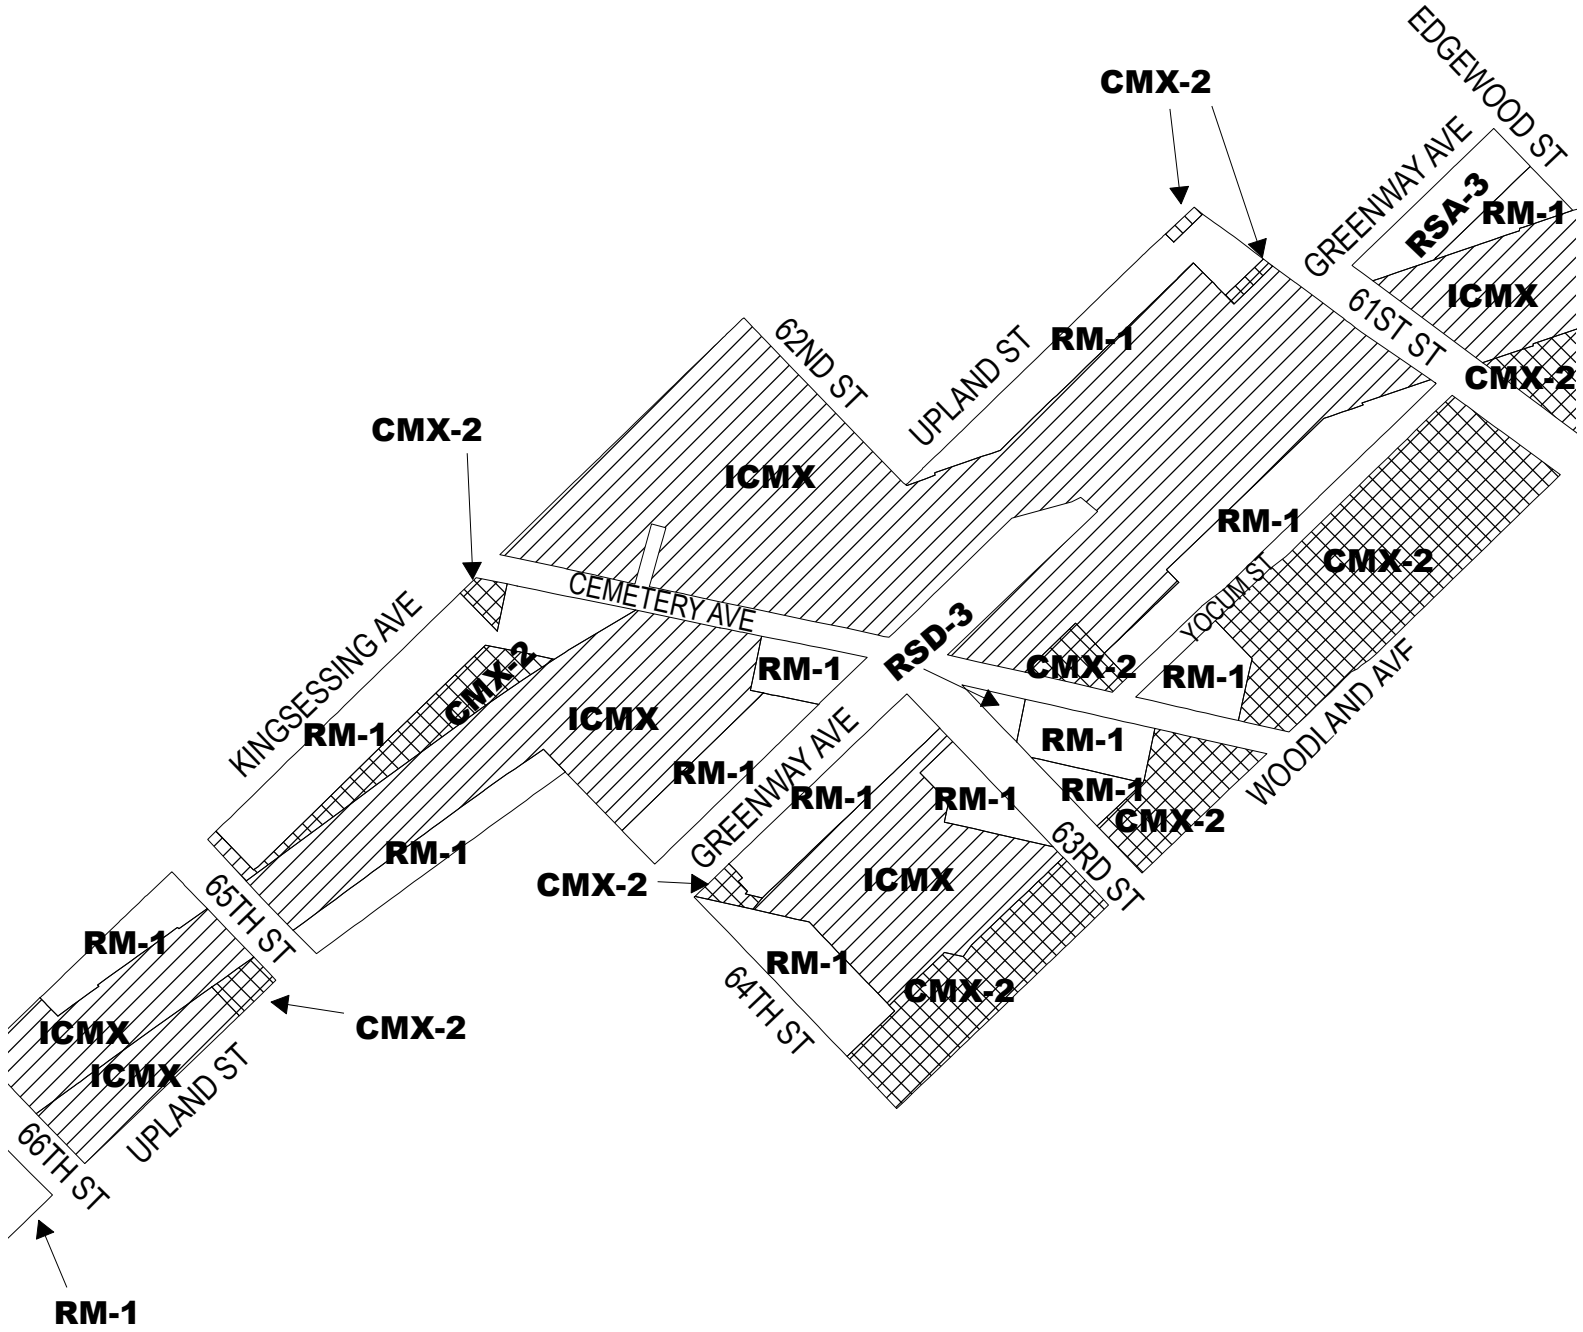 EDGEWOOD ST
CMX-2
GREENWAY AVE
RSA-3
RM-1
ICMX
61ST ST
RM-1
62ND ST
UPLAND ST
CMX-2
CMX-2
ICMX
RM-1
CMX-2
YOCUM ST
CEMETERY AVE
KINGSESSING AVE
RSD-3
CMX-2
RM-1
CMX-2
RM-1
WOODLAND AVE
RM-1
ICMX
RM-1
RM-1
GREENWAY AVE
RM-1
RM-1
RM-1
CMX-2
63RD ST
RM-1
CMX-2
ICMX
65TH ST
RM-1
RM-1
64TH ST
CMX-2
ICMX
CMX-2
ICMX
UPLAND ST
66TH ST
RM-1